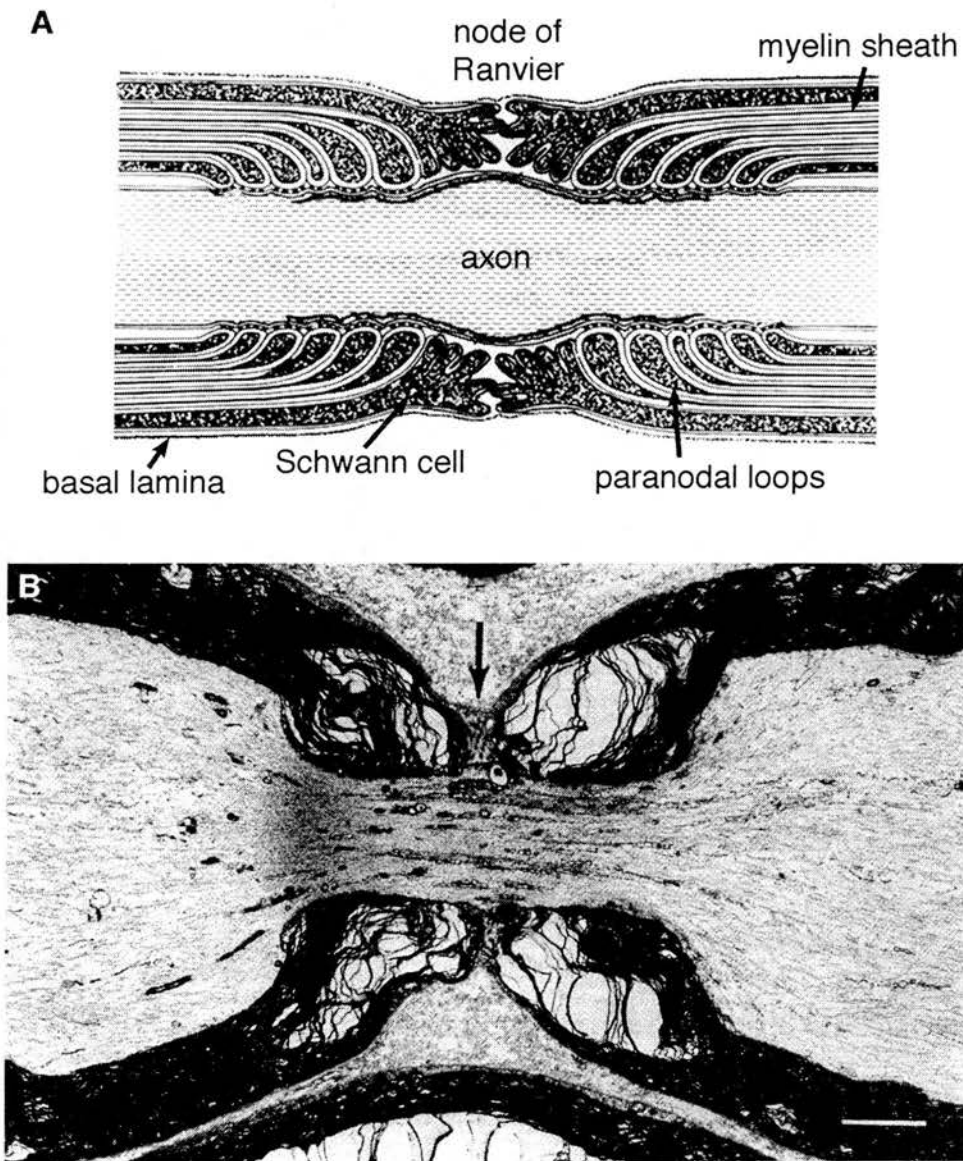 A
node of
Ranvier
myelin sheath
axon
Schwann cell
basal lamina
paranodal loops
B